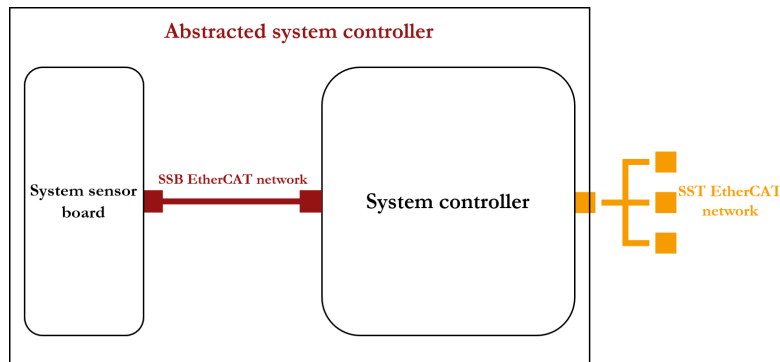 Abstracted system controller
SSB EtherCAT network
System sensor
board
System controller
SST EtherCAT
network